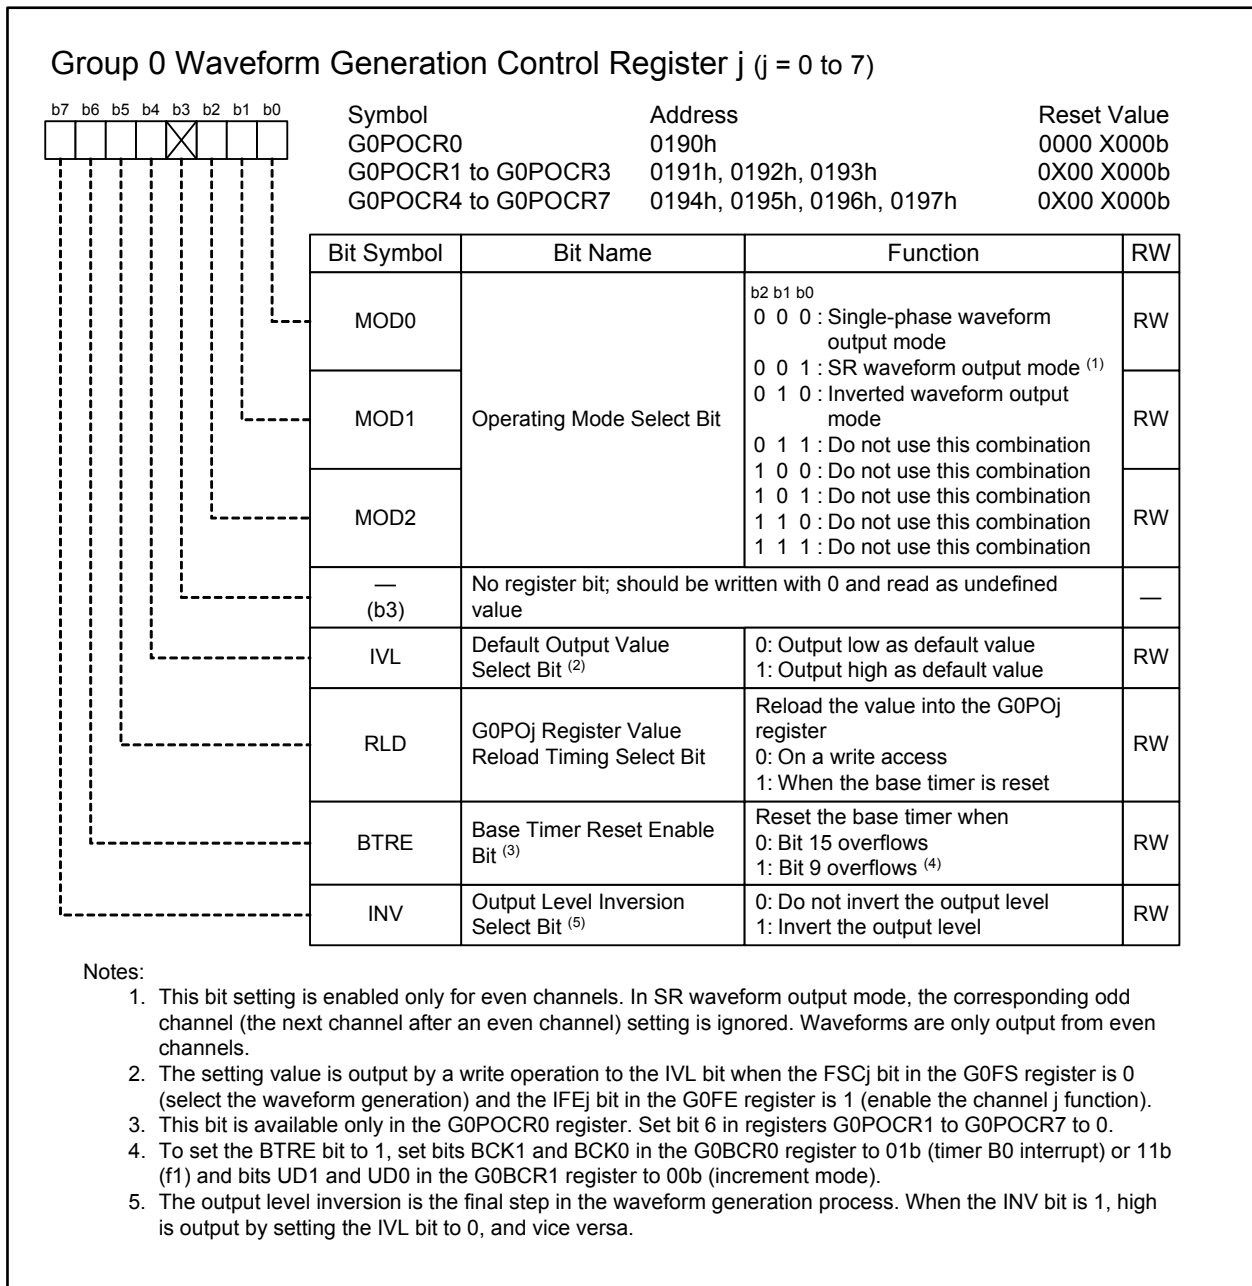 Group 0 Waveform Generation Control Register j (j = 0 to 7)
b7 b6 b5 b4 b3 b2 b1 b0
Symbol Address Reset Value
G0POCR0 0190h 0000 X000b
G0POCR1 to G0POCR3 0191h, 0192h, 0193h 0X00 X000b
G0POCR4 to G0POCR7 0194h, 0195h, 0196h, 0197h 0X00 X000b
Bit Symbol Bit Name Function RW
MOD0 RW
MOD1 Operating Mode Select Bit RW
MOD2 RW
b2 b1 b0
0 0 0 : Single-phase waveform
output mode
0 0 1 : SR waveform output mode (1)
0 1 0 : Inverted waveform output
mode
0 1 1 : Do not use this combination
1 0 0 : Do not use this combination
1 0 1 : Do not use this combination
1 1 0 : Do not use this combination
1 1 1 : Do not use this combination
—
(b3)
No register bit; should be written with 0 and read as undefined
value
—
IVL
Default Output Value
Select Bit (2)
0: Output low as default value
1: Output high as default value
RW
RLD
G0POj Register Value
Reload Timing Select Bit
Reload the value into the G0POj
register
0: On a write access
1: When the base timer is reset
RW
BTRE
Base Timer Reset Enable
Bit (3)
Reset the base timer when
0: Bit 15 overflows
1: Bit 9 overflows (4)
RW
INV
Output Level Inversion
Select Bit (5)
0: Do not invert the output level
1: Invert the output level
RW
Notes:
1. This bit setting is enabled only for even channels. In SR waveform output mode, the corresponding odd
channel (the next channel after an even channel) setting is ignored. Waveforms are only output from even
channels.
2. The setting value is output by a write operation to the IVL bit when the FSCj bit in the G0FS register is 0
(select the waveform generation) and the IFEj bit in the G0FE register is 1 (enable the channel j function).
3. This bit is available only in the G0POCR0 register. Set bit 6 in registers G0POCR1 to G0POCR7 to 0.
4. To set the BTRE bit to 1, set bits BCK1 and BCK0 in the G0BCR0 register to 01b (timer B0 interrupt) or 11b
(f1) and bits UD1 and UD0 in the G0BCR1 register to 00b (increment mode).
5. The output level inversion is the final step in the waveform generation process. When the INV bit is 1, high
is output by setting the IVL bit to 0, and vice versa.